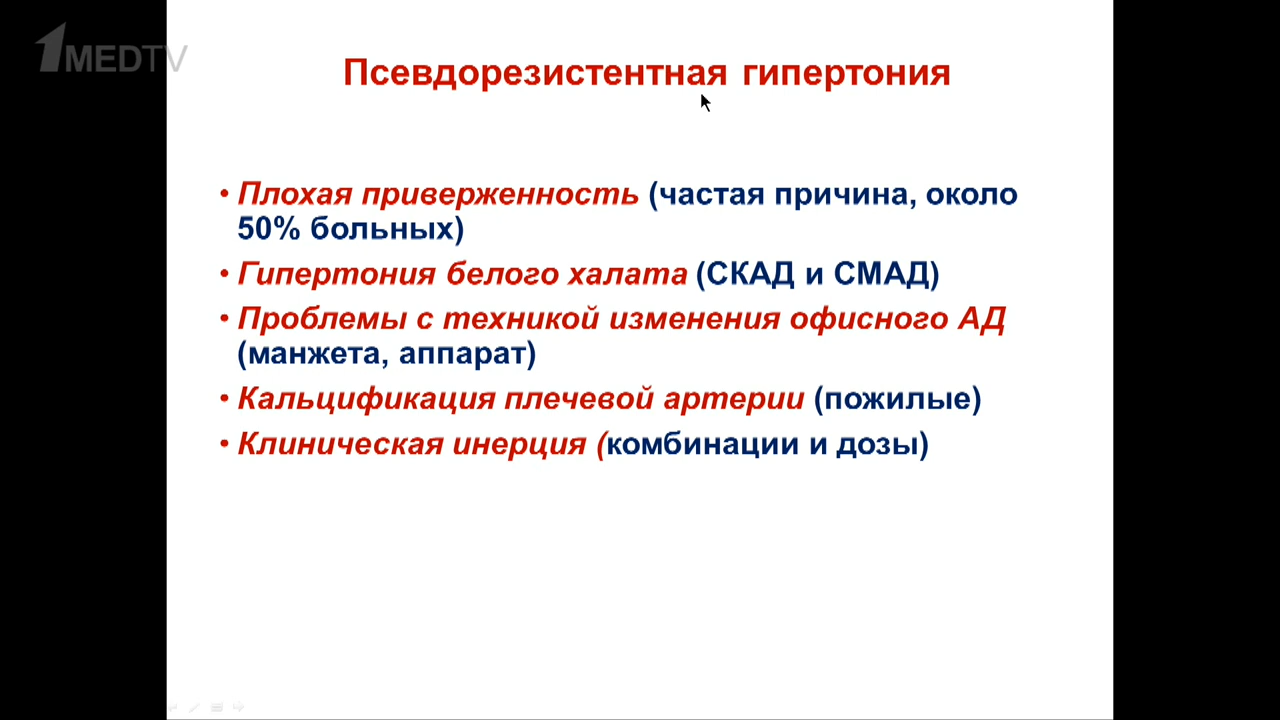 1MEDTV
Псевдорезистентная гипертония
• Плохая приверженность (частая причина, около
50% больных)
• Гипертония белого халата (СКАД и СМАД)
• Проблемы с техникой изменения офисного АД
(манжета, аппарат)
• Кальцификация плечевой артерии (пожилые)
• Клиническая инерция (комбинации и дозы)